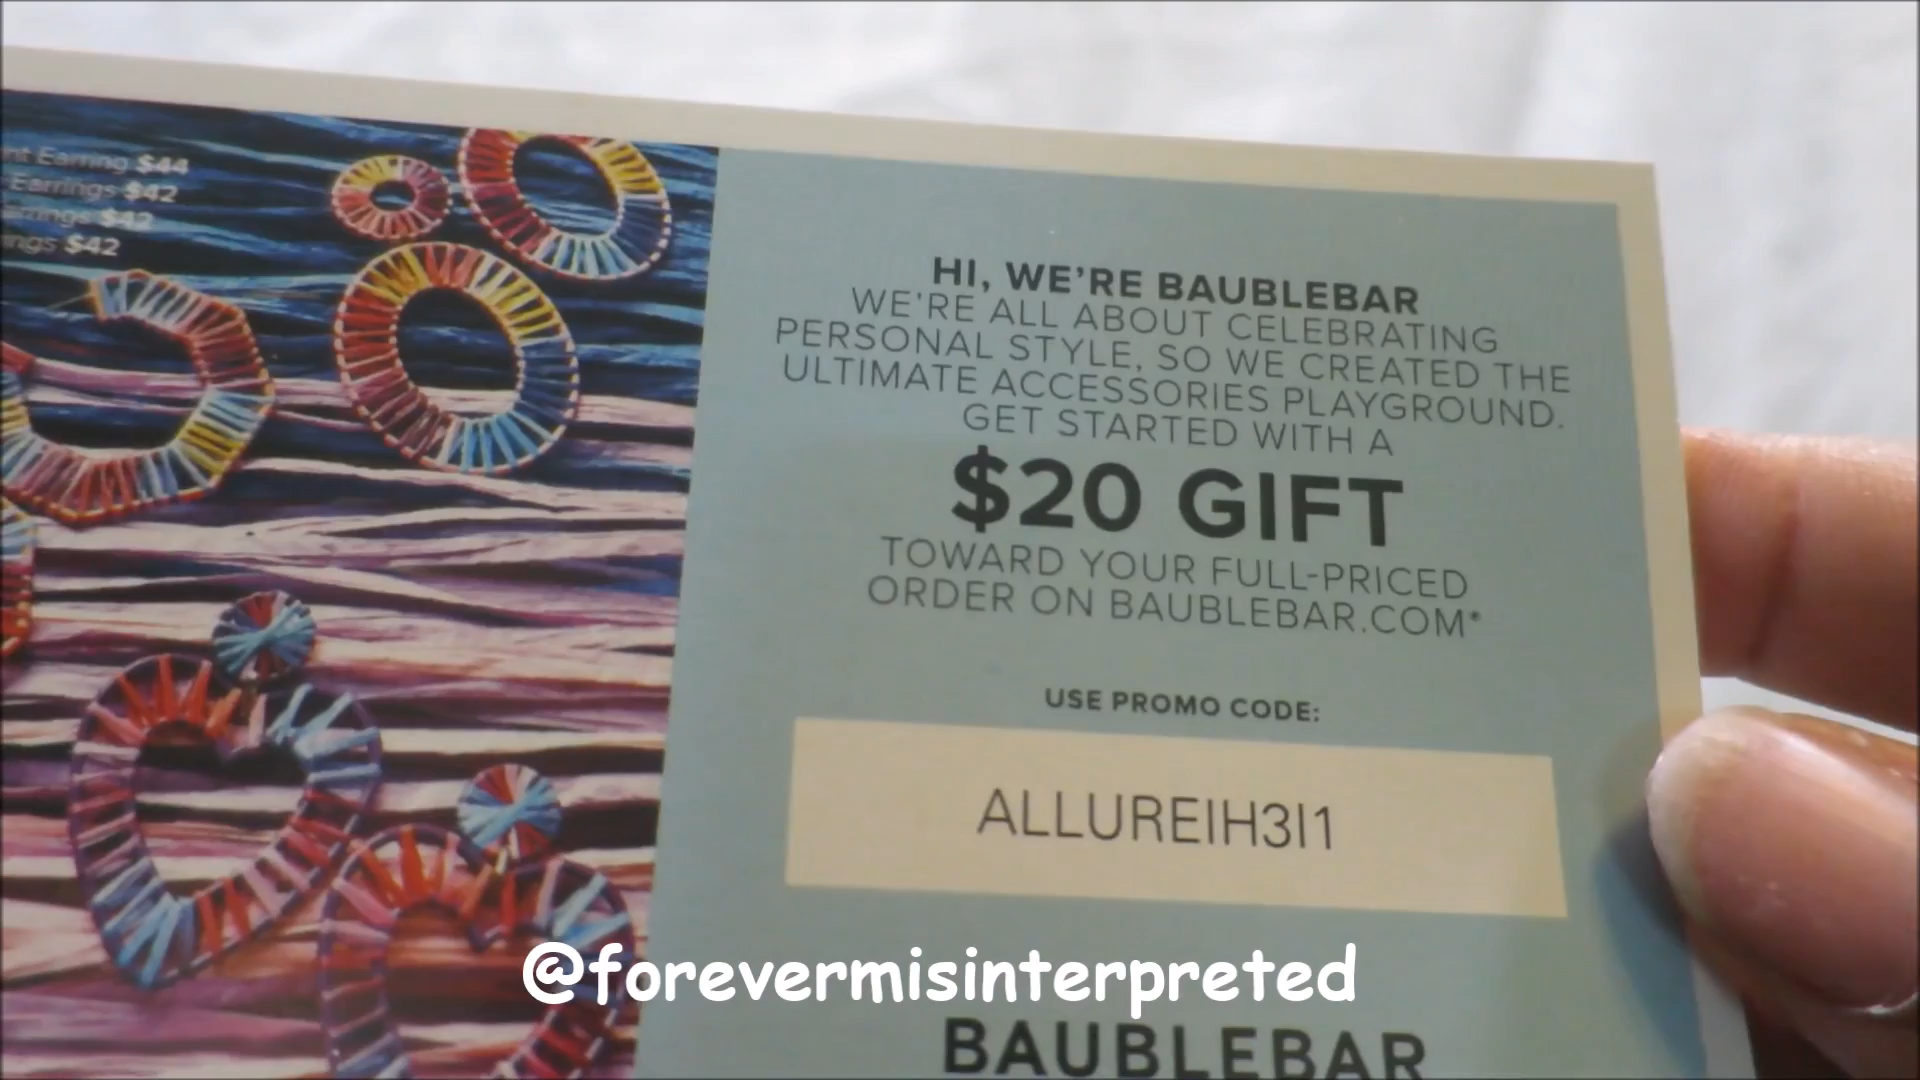 Earring $44
Earrings $42
$42
$42
HI, WE'RE BAUBLEBAR
WE'RE ALL ABOUT CELEBRATING
PERSONAL STYLE, SO WE CREATED THE
ULTIMATE ACCESSORIES PLAYGROUND.
GET STARTED WITH A
$20 GIFT
TOWARD YOUR FULL-PRICED
ORDER ON BAUBLEBAR.COM*
USE PROMO CODE:
ALLUREIH3I1
@forevermisinterpreted
BAUBLEBAR